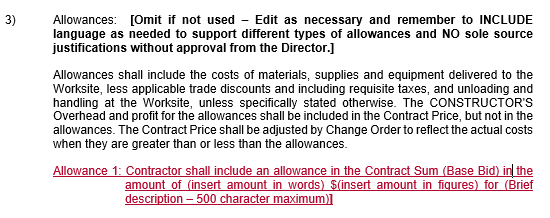 3) Allowances: [Omit if not used – Edit as necessary and remember to INCLUDE
language as needed to support different types of allowances and NO sole source
justifications without approval from the Director.]
Allowances shall include the costs of materials, supplies and equipment delivered to the
Worksite, less applicable trade discounts and including requisite taxes, and unloading and
handling at the Worksite, unless specifically stated otherwise. The CONSTRUCTOR'S
Overhead and profit for the allowances shall be included in the Contract Price, but not in the
allowances. The Contract Price shall be adjusted by Change Order to reflect the actual costs
when they are greater than or less than the allowances.
Allowance 1: Contractor shall include an allowance in the Contract Sum (Base Bid) in the
amount of (insert amount in words) $(insert amount in figures) for (Brief
description – 500 character maximum)]